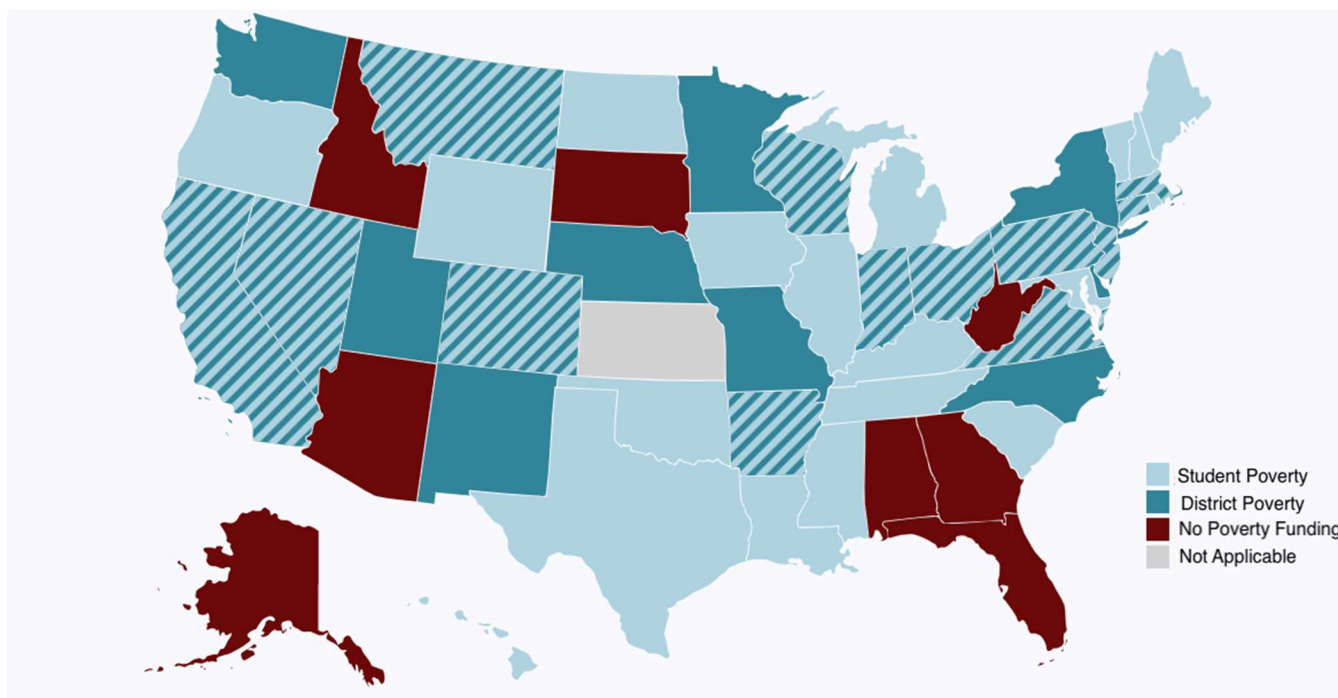 Student Poverty
District Poverty
No Poverty Funding
Not Applicable